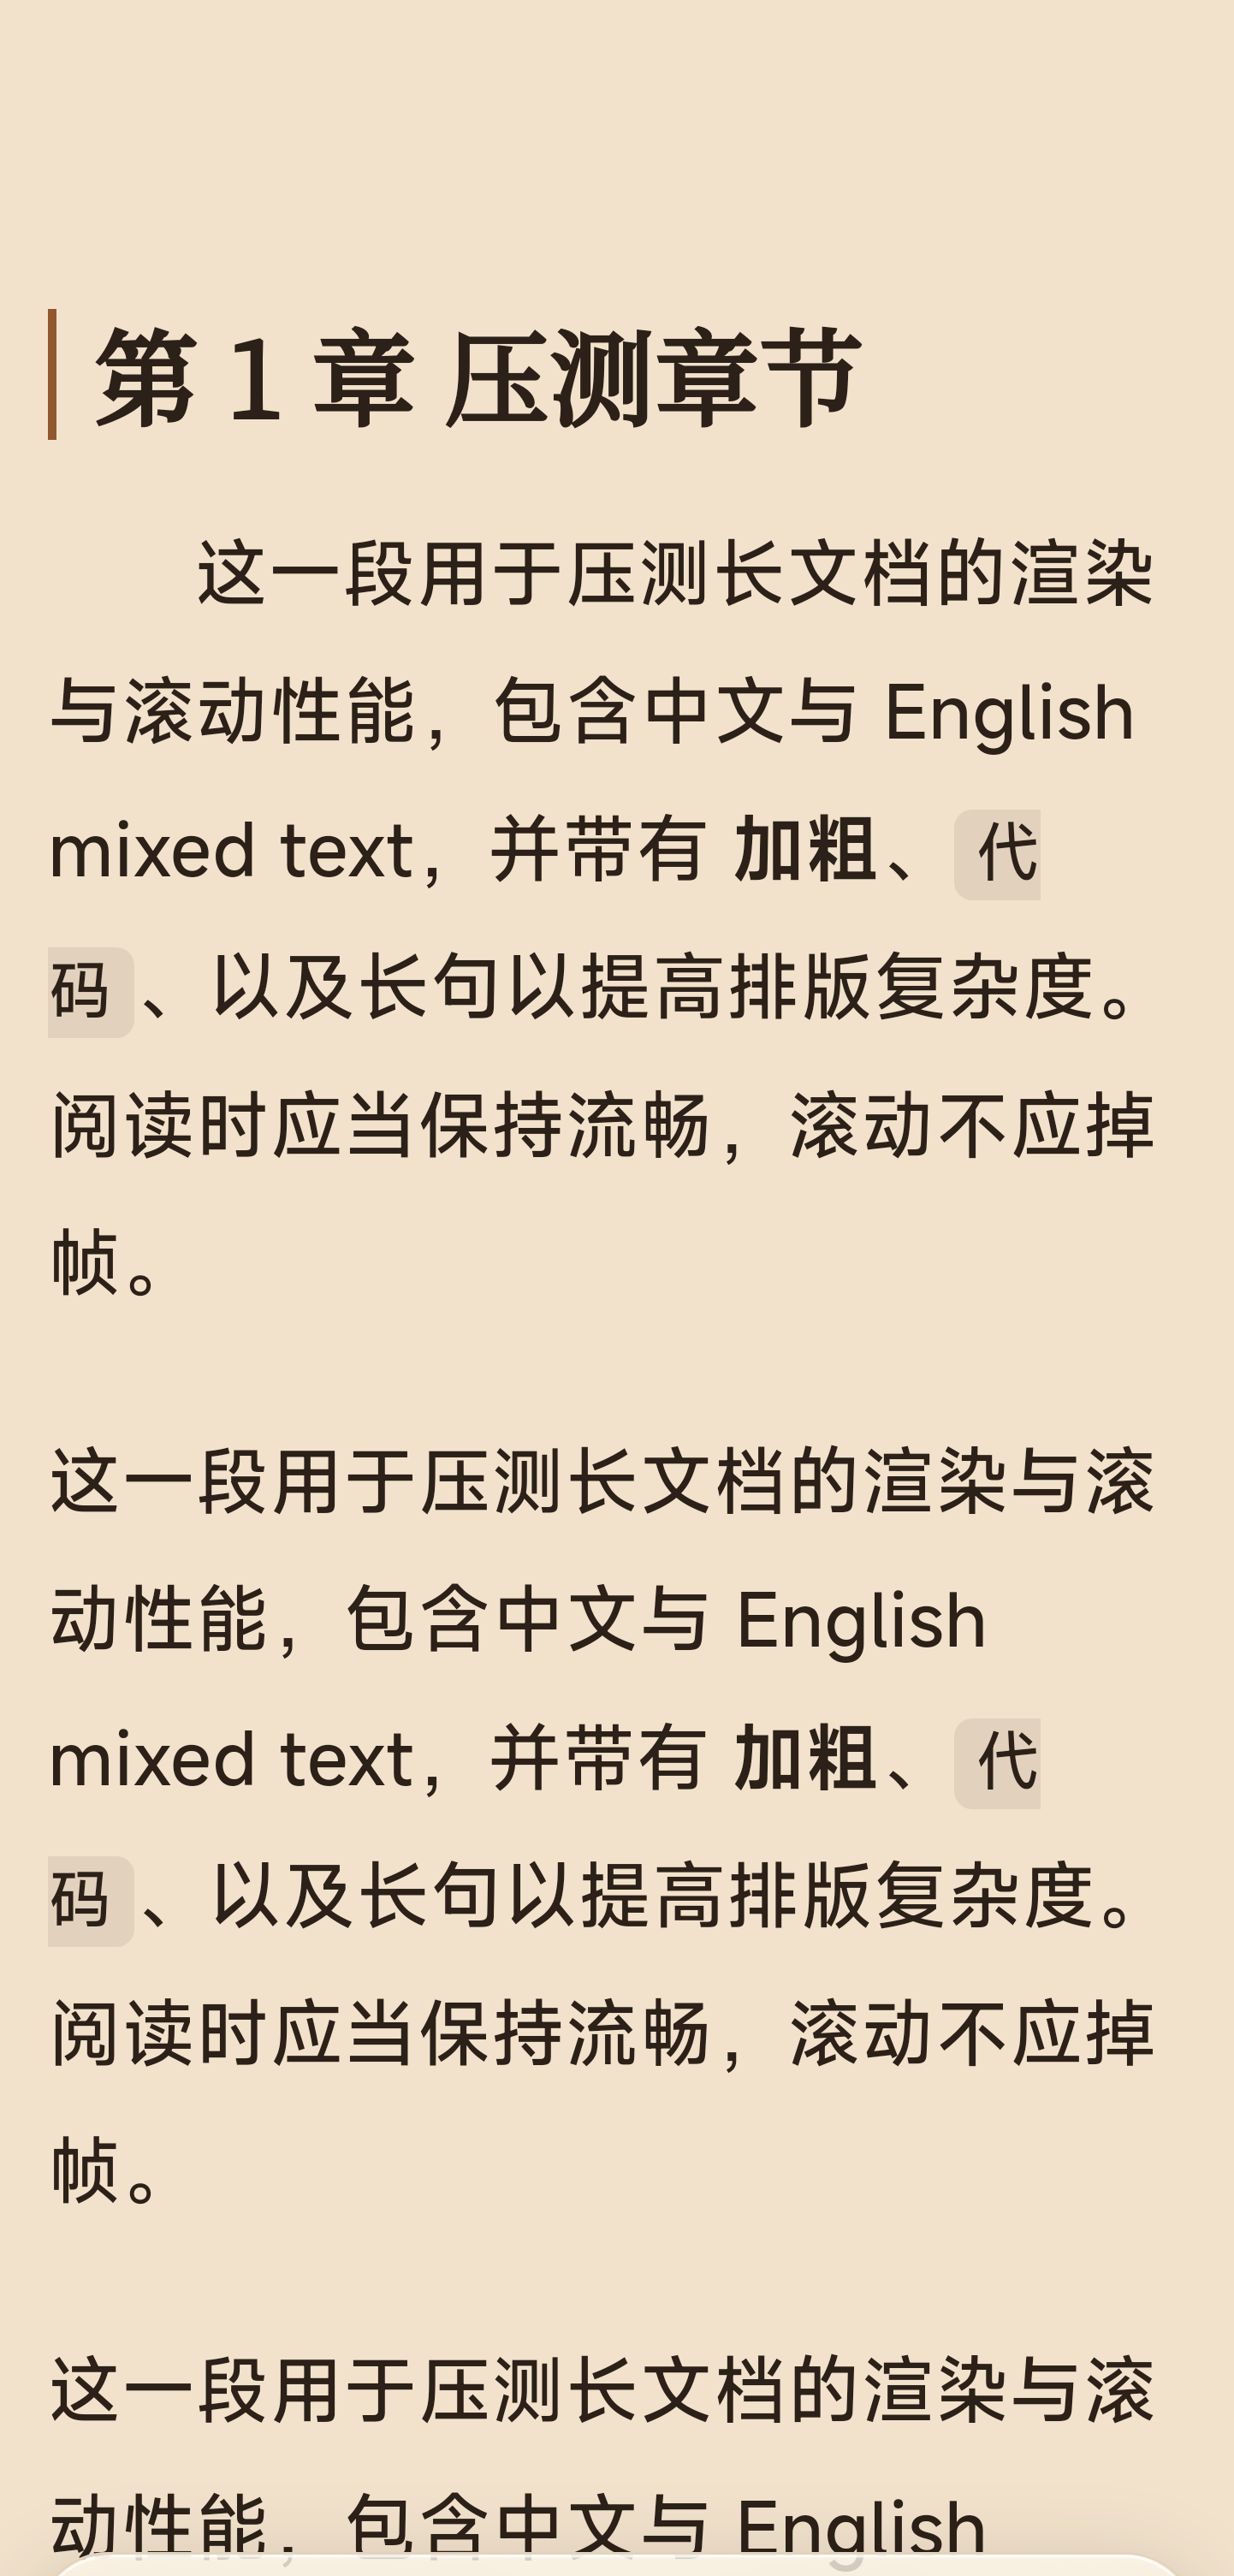 第 1 章 压测章节
这一段用于压测长文档的渲染
与滚动性能，包含中文与 English
mixed text，并带有 加粗、 代
码 、以及长句以提高排版复杂度。
阅读时应当保持流畅，滚动不应掉
帧。
这一段用于压测长文档的渲染与滚
动性能，包含中文与 English
mixed text，并带有 加粗、 代
码 、以及长句以提高排版复杂度。
阅读时应当保持流畅，滚动不应掉
帧。
这一段用于压测长文档的渲染与滚
动性能，包含中文与 English